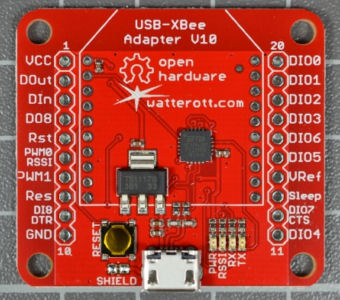 USB-XBee
Adapter V10
1
20
VCC
DOut
DIn
DO8
Rst
PWM0
RSSI
PWM1
Res
DI8
DTR
GND
10
open
hardware
watterott.com
DIO0
DIO1
DIO2
DIO3
DIO6
DIO5
VRef
Sleep
DIO7
CTS
DIO4
11
RESET
SHIELD
PWR
RSSI
RX
TX